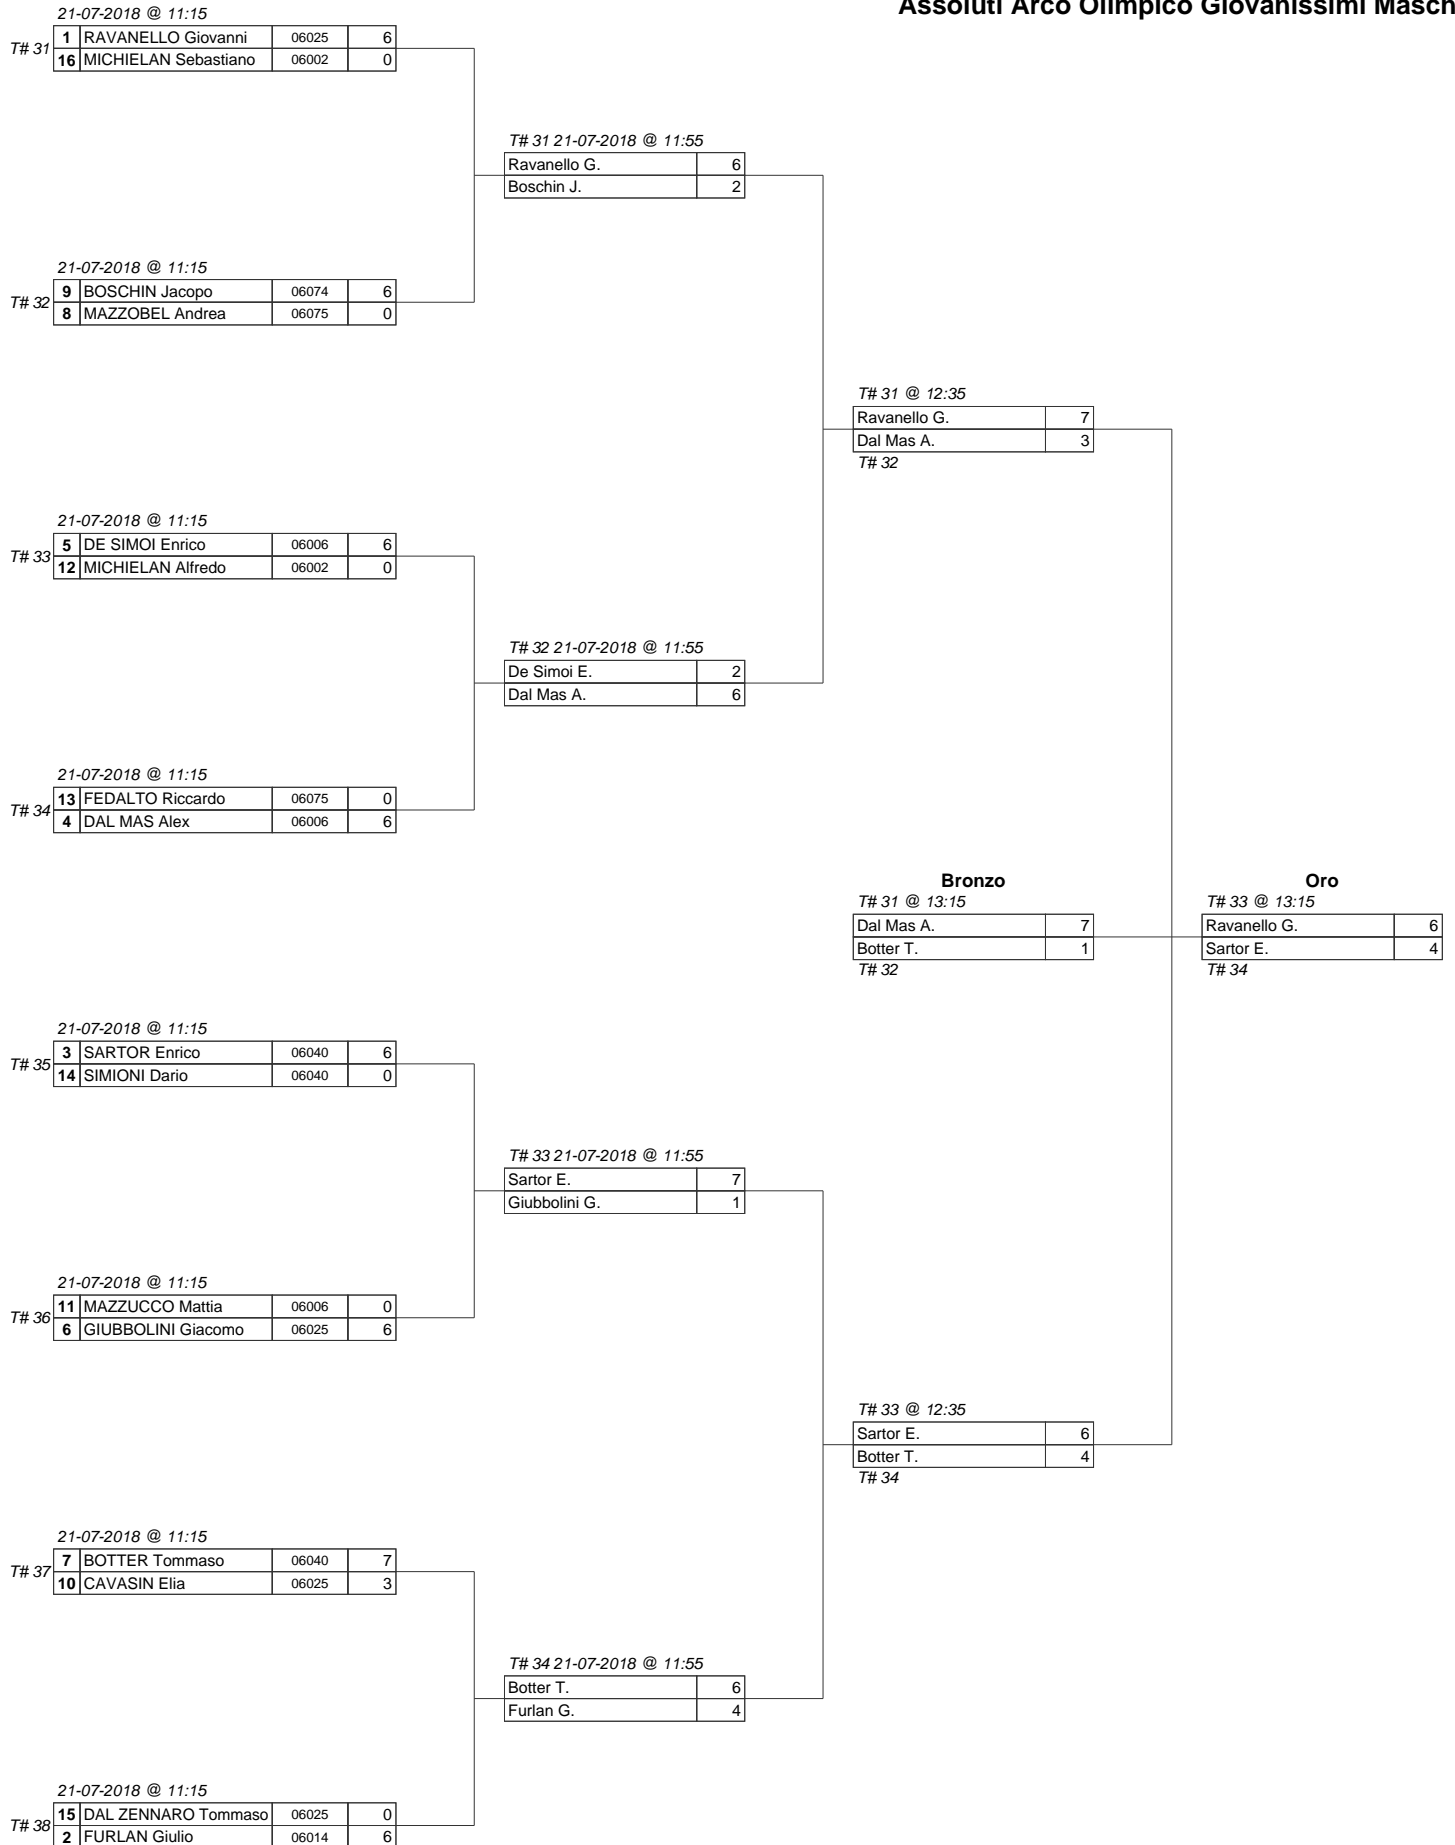 Assoluti Arco Olimpico Giovanissimi
21-07-2018 @ 11:15
T# 31
1 RAVANELLO Giovanni 06025 6
16 MICHIELAN Sebastiano 06002 0
T# 31 21-07-2018 @ 11:55
Ravanello G. 6
Boschin J. 2
21-07-2018 @ 11:15
T# 32
9 BOSCHIN Jacopo 06074 6
8 MAZZOBEL Andrea 06075 0
T# 31 @ 12:35
Ravanello G. 7
Dal Mas A. 3
T# 32
21-07-2018 @ 11:15
T# 33
5 DE SIMOI Enrico 06006 6
12 MICHIELAN Alfredo 06002 0
T# 32 21-07-2018 @ 11:55
De Simoi E. 2
Dal Mas A. 6
21-07-2018 @ 11:15
T# 34
13 FEDALTO Riccardo 06075 0
4 DAL MAS Alex 06006 6
Bronzo
T# 31 @ 13:15
Dal Mas A. 7
Botter T. 1
T# 32
Oro
T# 33 @ 13:15
Ravanello G. 6
Sartor E. 4
T# 34
21-07-2018 @ 11:15
T# 35
3 SARTOR Enrico 06040 6
14 SIMIONI Dario 06040 0
T# 33 21-07-2018 @ 11:55
Sartor E. 7
Giubbolini G. 1
21-07-2018 @ 11:15
T# 36
11 MAZZUCCO Mattia 06006 0
6 GIUBBOLINI Giacomo 06025 6
T# 33 @ 12:35
Sartor E. 6
Botter T. 4
T# 34
21-07-2018 @ 11:15
T# 37
7 BOTTER Tommaso 06040 7
10 CAVASIN Elia 06025 3
T# 34 21-07-2018 @ 11:55
Botter T. 6
Furlan G. 4
21-07-2018 @ 11:15
T# 38
15 DAL ZENNARO Tommaso 06025 0
2 FURLAN Giulio 06014 6